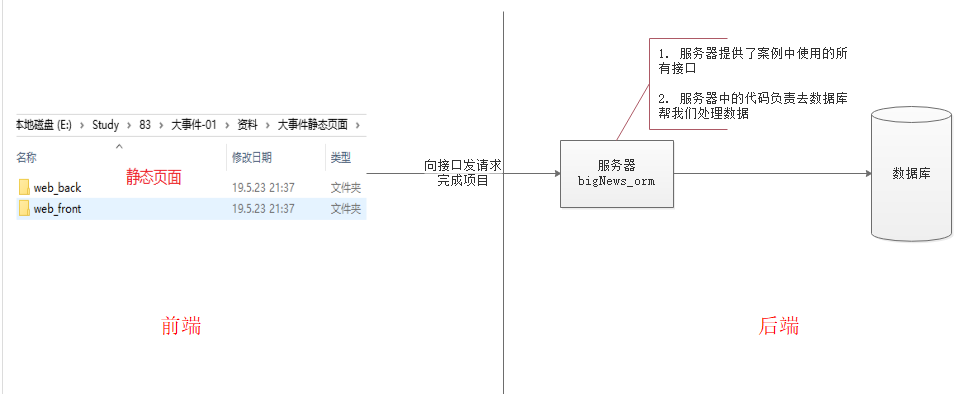 1. 服务器提供了案例中使用的所
有接口
2. 服务器中的代码负责去数据库
帮我们处理数据
本地磁盘 (E:) › Study › 83 › 大事件-01 › 资料 › 大事件静态页面 ›
名称 修改日期 类型
静态页面
web_back 19.5.23 21:37 文件夹
web_front 19.5.23 21:37 文件夹
向接口发请求
完成项目
服务器
bigNews_orm
数据库
前端
后端